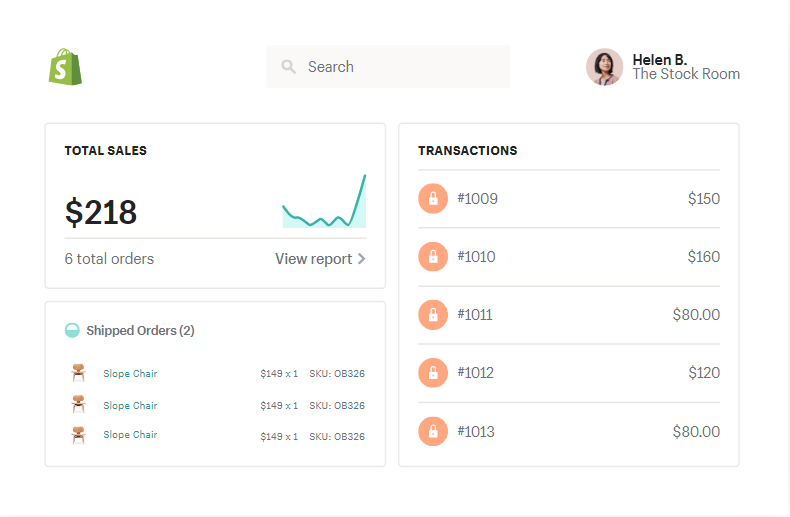 S
Search
Helen B.
The Stock Room
TOTAL SALES
$218
6 total orders
View report
Shipped Orders (2)
Slope Chair $149 x 1 SKU: OB326
Slope Chair $149 x 1 SKU: OB326
Slope Chair $149 x 1 SKU: OB326
TRANSACTIONS
#1009 $150
#1010 $160
#1011 $80.00
#1012 $120
#1013 $80.00